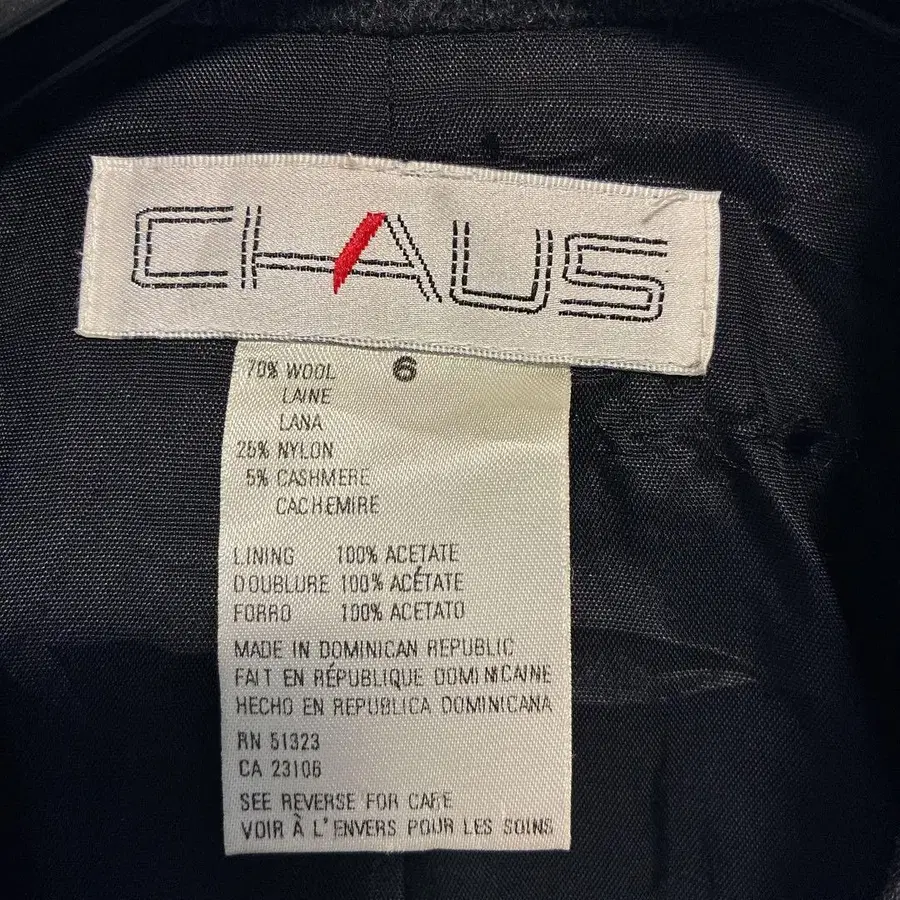 CHAUS
6
70% WOOL
LAINE
LANA
25% NYLON
5% CASHMERE
CACHEMIRE
LINING 100% ACETATE
DOUBLURE 100% ACÉTATE
FORRO 100% ACETATO
MADE IN DOMINICAN REPUBLIC
FAIT EN RÉPUBLIQUE DOMINICAINE
HECHO EN REPUBLICA DOMINICANA
RN 51323
CA 23106
SEE REVERSE FOR CARE
VOIR À L'ENVERS POUR LES SOINS